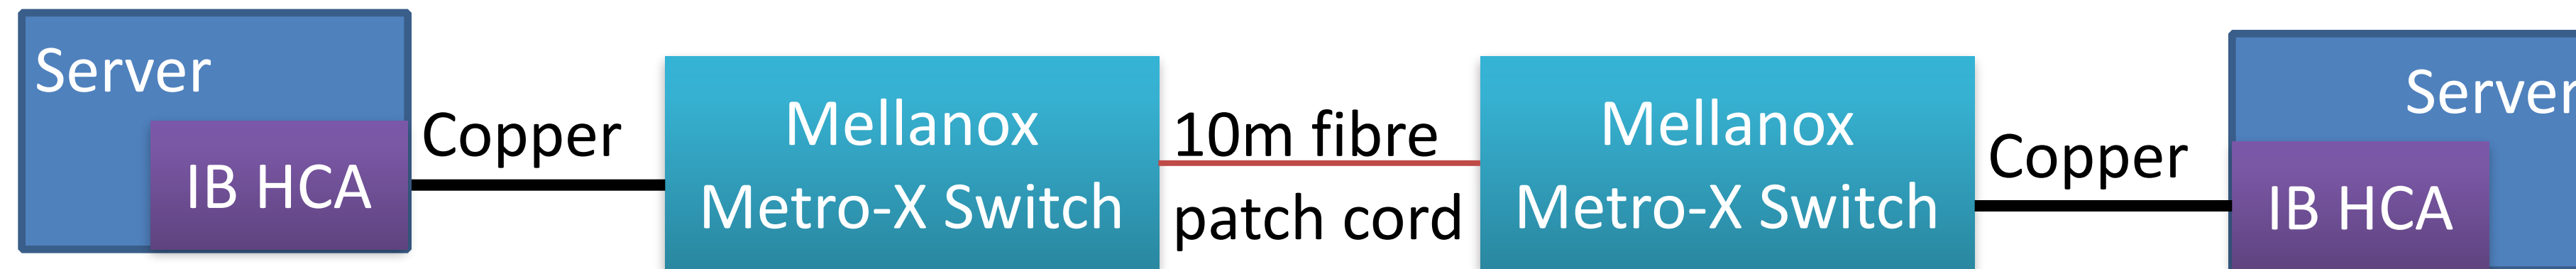 Server
IB HCA
Copper
Mellanox
Metro-X Switch
10m fibre
patch cord
Mellanox
Metro-X Switch
Copper
Server
IB HCA